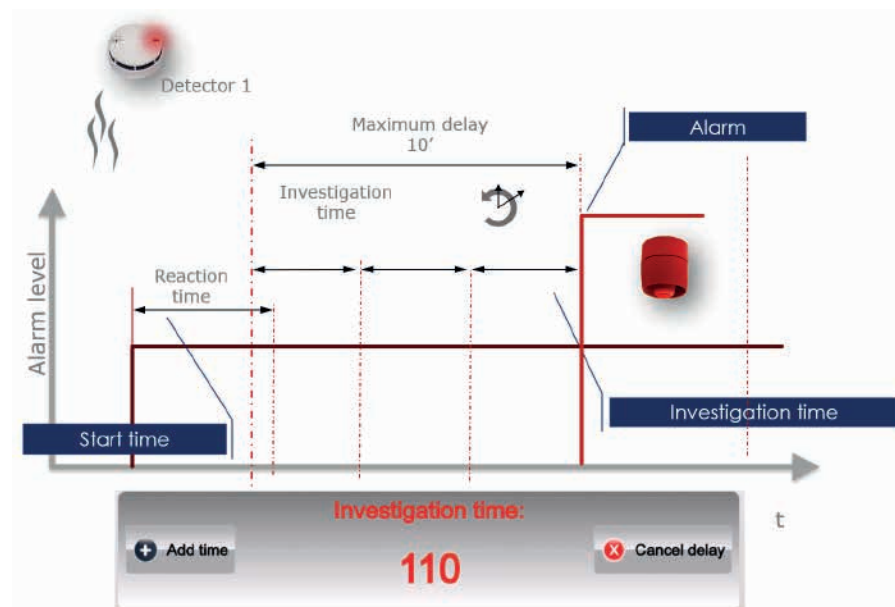 Detector 1
Maximum delay
10'
Alarm
Investigation
time
Reaction
time
Alarm level
Start time
Investigation time
t
Investigation time:
Add time
110
Cancel delay